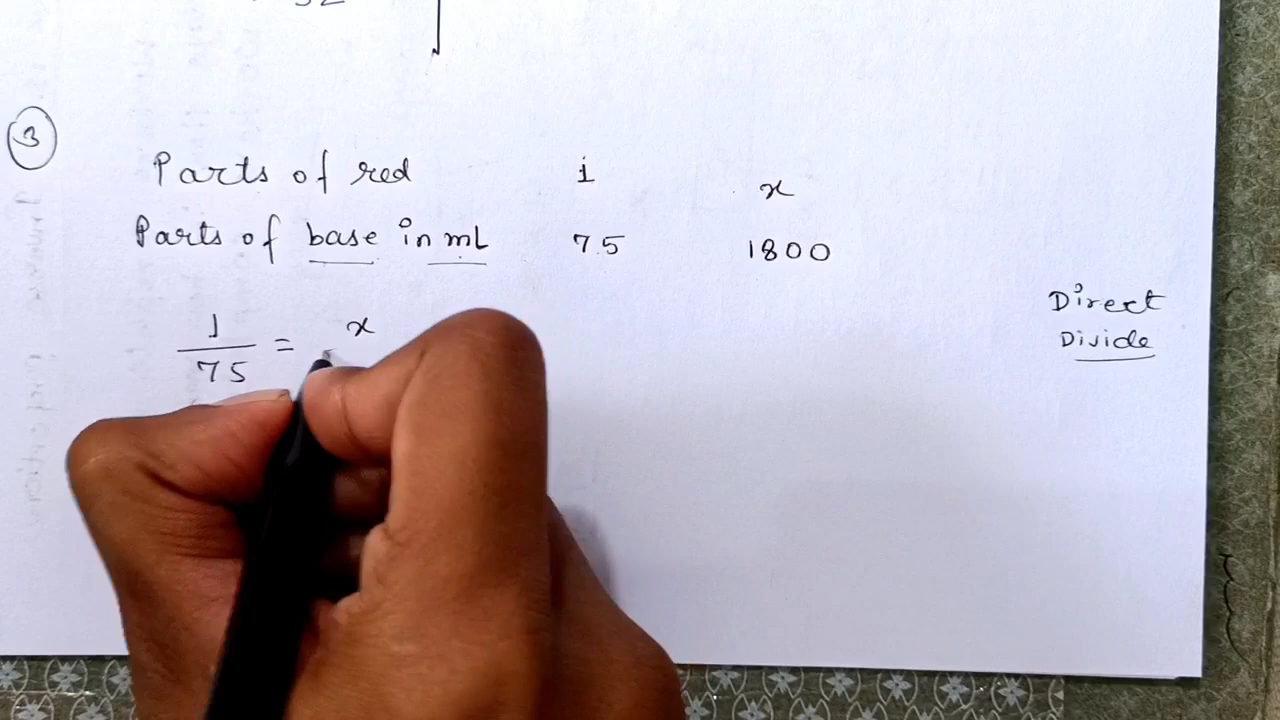 3
Parts of red 1 x
Parts of base in mL 75 1800
Direct
Divide
1/75 = x